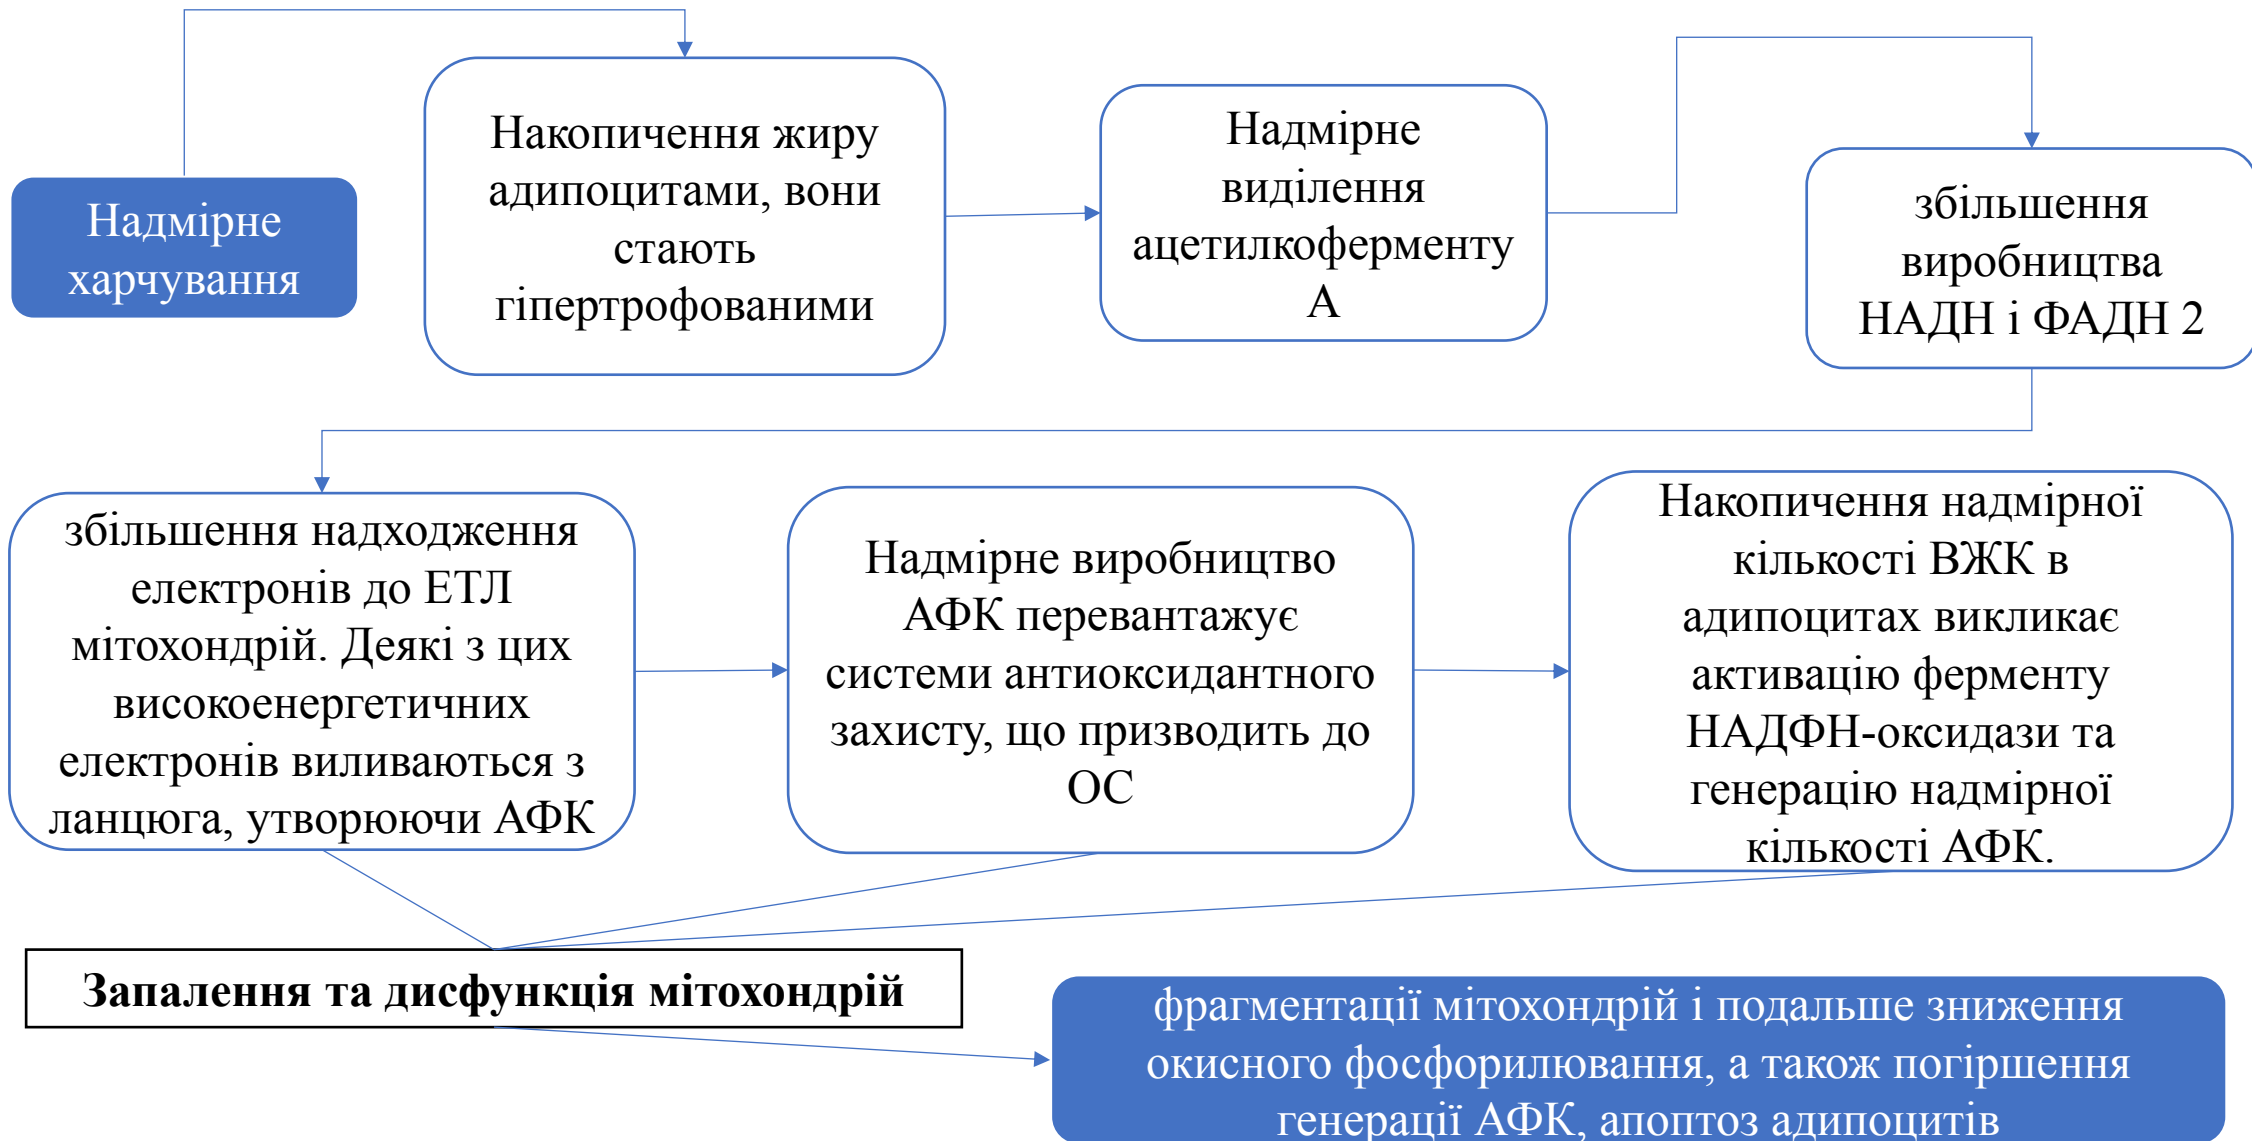 Надмірне
харчування
Накопичення жиру
адипоцитами, вони
стають
гіпертрофованими
Надмірне
виділення
ацетилкоферменту
А
збільшення
виробництва
НАДН і ФАДН 2
збільшення надходження
електронів до ЕТЛ
мітохондрій. Деякі з цих
високоенергетичних
електронів виливаються з
ланцюга, утворюючи АФК
Надмірне виробництво
АФК перевантажує
системи антиоксидантного
захисту, що призводить до
ОС
Накопичення надмірної
кількості ВЖК в
адипоцитах викликає
активацію ферменту
НАДФН-оксидази та
генерацію надмірної
кількості АФК.
Запалення та дисфункція мітохондрій
фрагментації мітохондрій і подальше зниження
окисного фосфорилювання, а також погіршення
генерації АФК, апоптоз адипоцитів